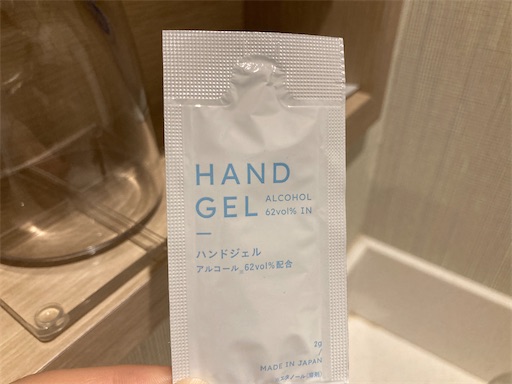 HAND
GEL
ALCOHOL
62vol% IN
ハンドジェル
アルコール 62vol%配合
2g
MADE IN JAPAN